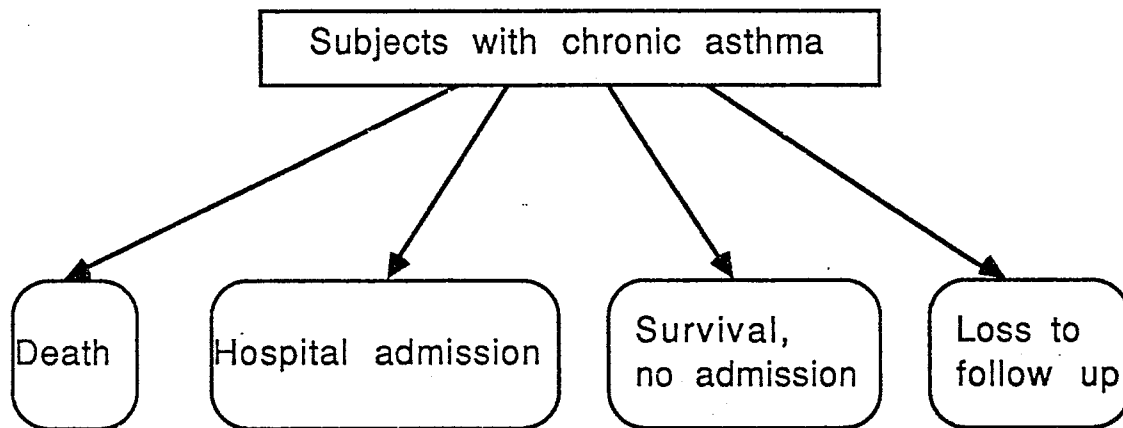 Subjects with chronic asthma
Death
Hospital admission
Survival,
no admission
Loss to
follow up